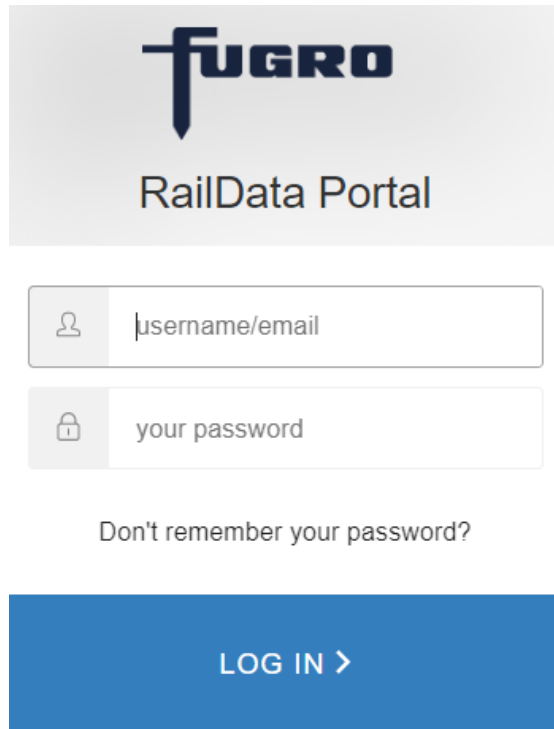 FUGRO
RailData Portal
username/email
your password
Don't remember your password?
LOG IN